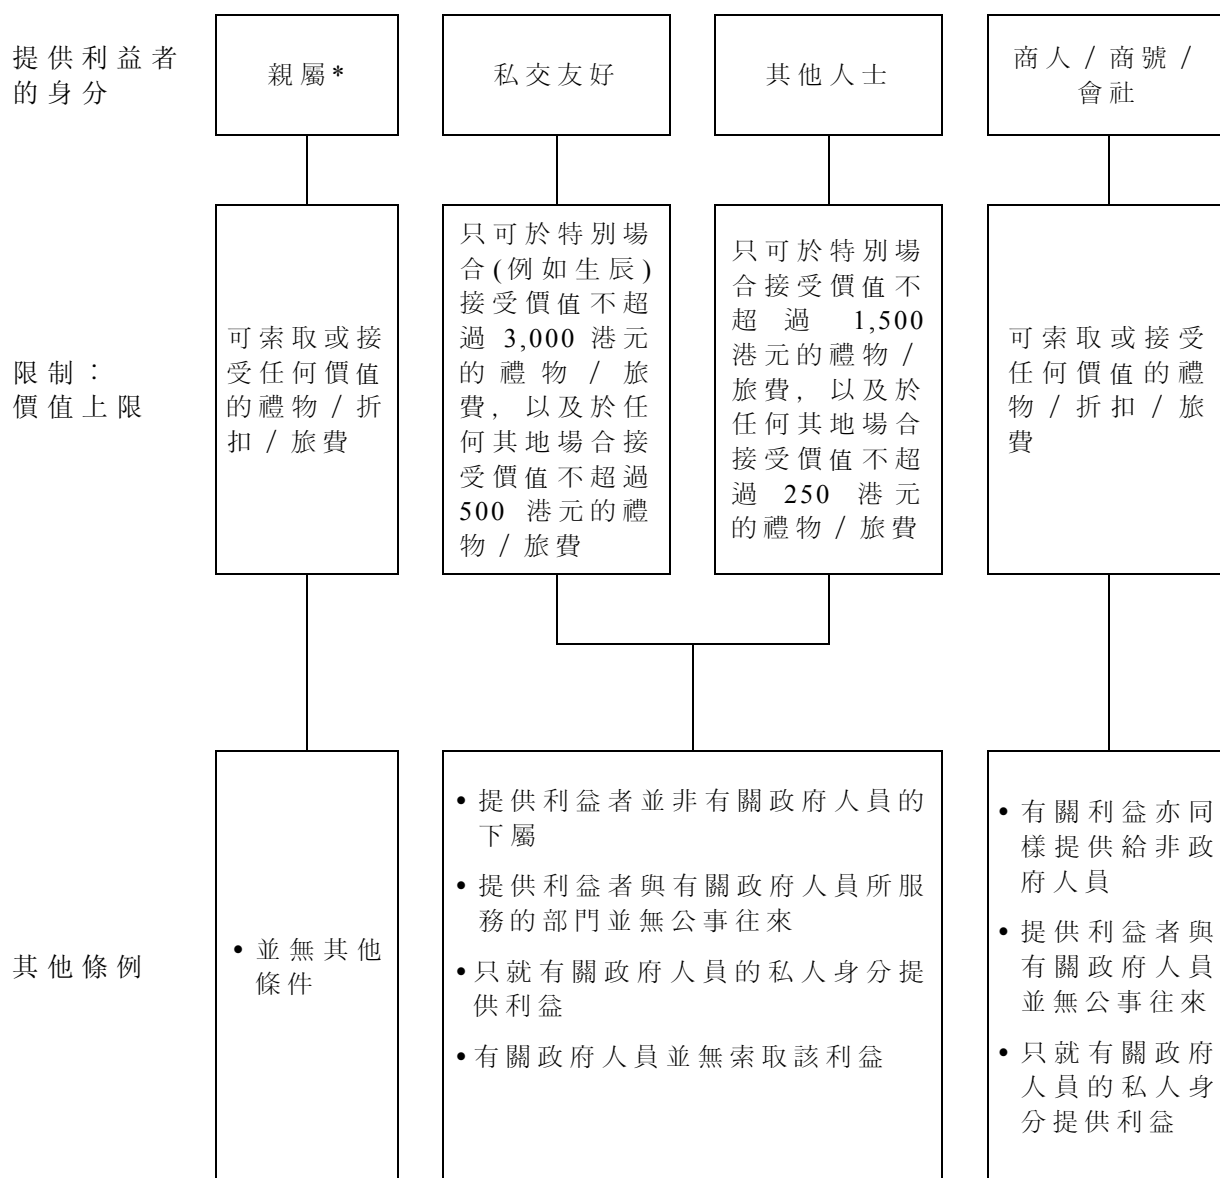 提供利益者
的身分
親屬*
私交友好
其他人士
商人/商號/
會社
限制：
價值上限
可索取或接
受任何價值
的禮物/折
扣/旅費
只可於特別場
合(例如生辰)
接受價值不超
過 3,000 港元
的禮物/旅
費, 以及於任
何其地場合接
受價值不超過
500 港元的禮
物/旅費
只可於特別場
合接受價值不
超過 1,500
港元的禮物/
旅費, 以及於
任何其地場合
接受價值不超
過 250 港元
的禮物/旅費
可索取或接受
任何價值的禮
物/折扣/旅
費
其他條例
•並無其他
條件
•提供利益者並非有關政府人員的
下屬
•提供利益者與有關政府人員所服
務的部門並無公事往來
•只就有關政府人員的私人身分提
供利益
•有關政府人員並無索取該利益
•有關利益亦同
樣提供給非政
府人員
•提供利益者與
有關政府人員
並無公事往來
•只就有關政府
人員的私人身
分提供利益